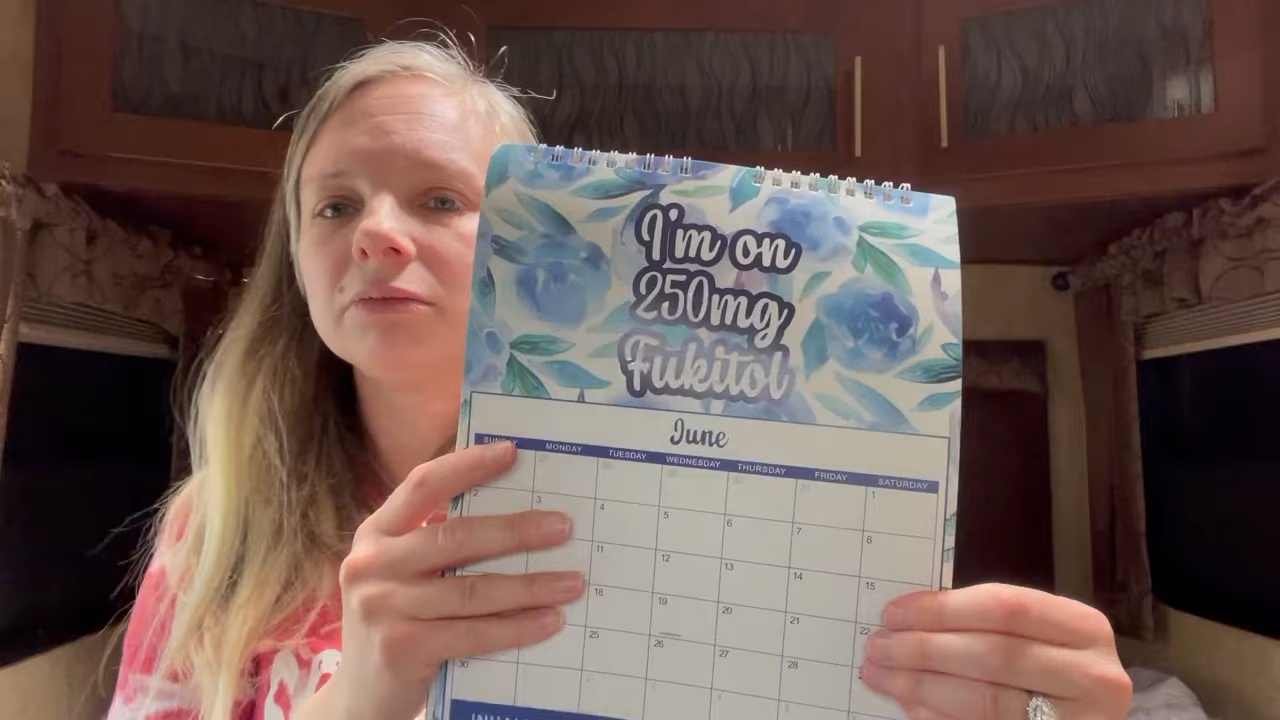 I'm on
250mg
Fukitol
June
SUNDAY MONDAY TUESDAY WEDNESDAY THURSDAY FRIDAY SATURDAY
1
2 3 4 5 6 7 8
11 12 13 14 15
18 19 20 21 22
25 26 27 28
30